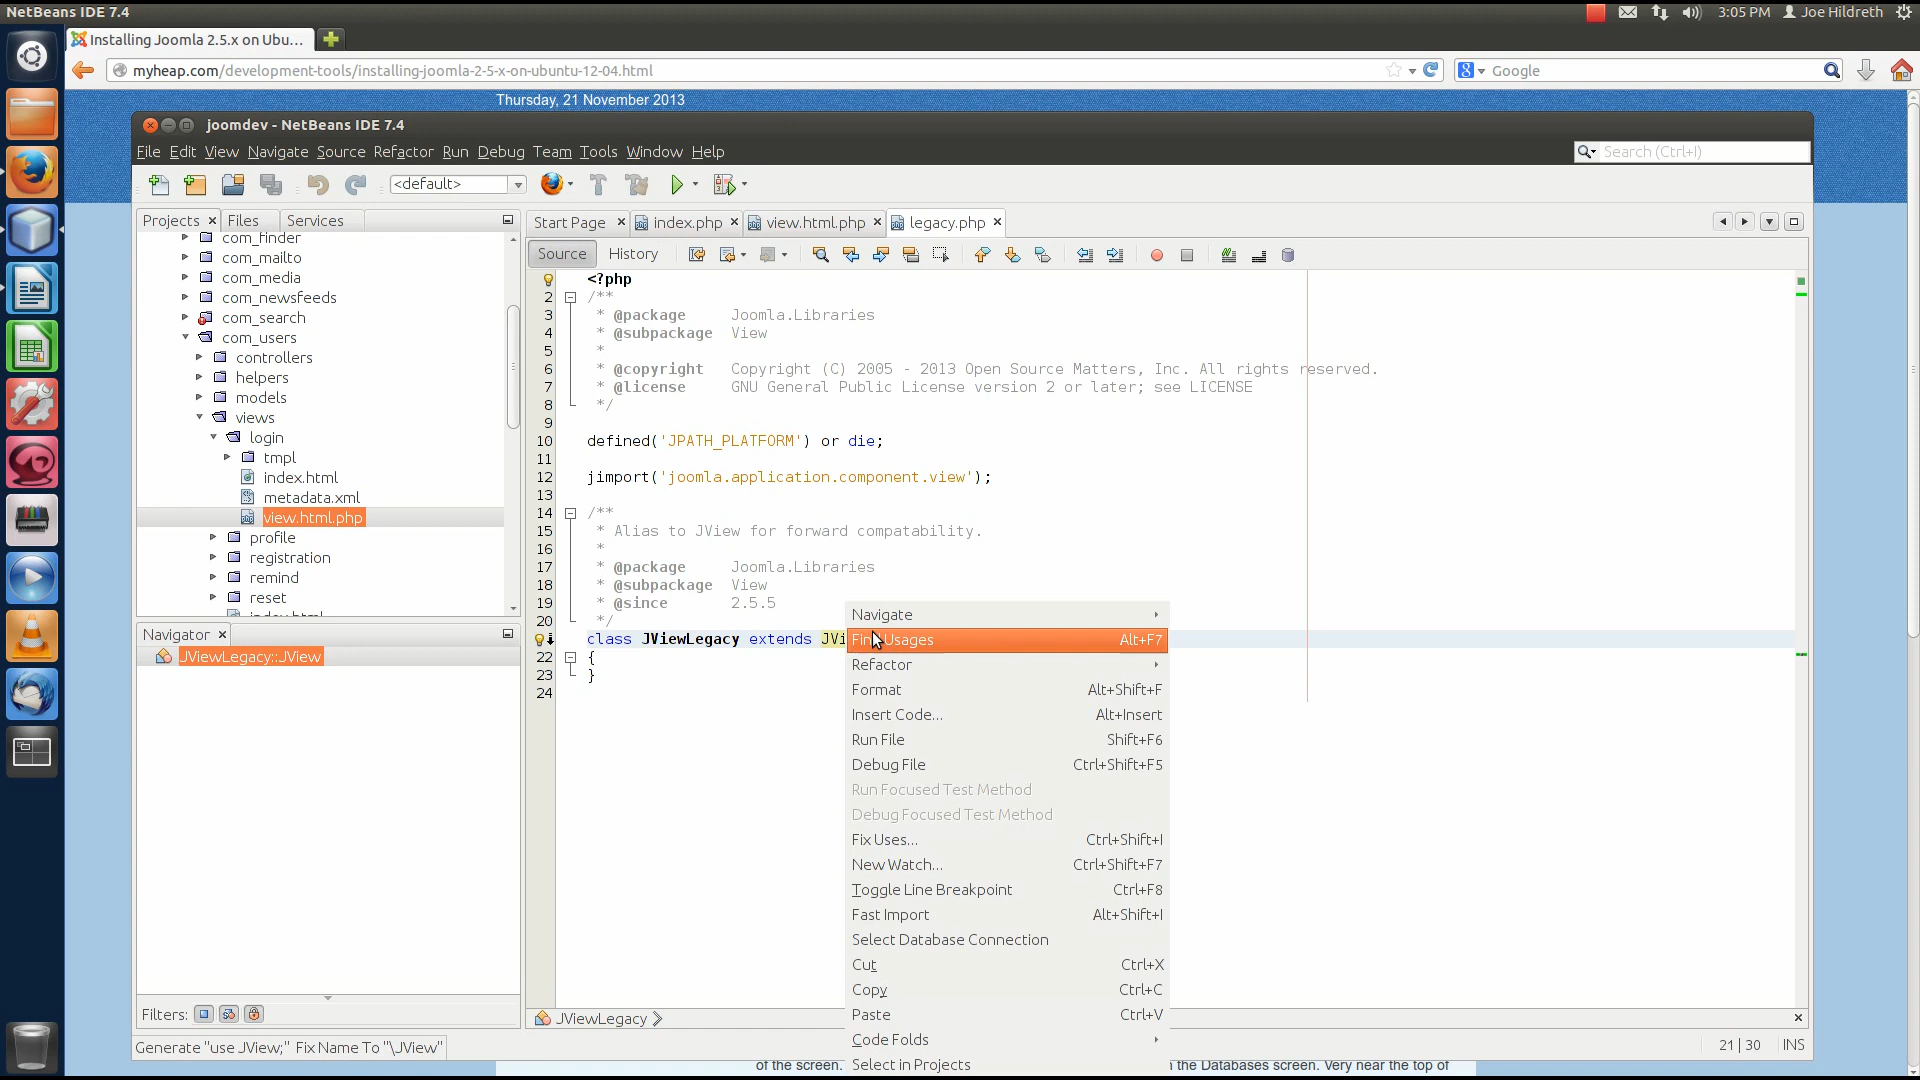 NetBeans IDE 7.4
3:05 PM
Joe Hildreth
Installing Joomla 2.5.x on Ubu...
myheap.com/development-tools/installing-joomla-2-5-x-on-ubuntu-12-04.html
Google
Thursday, 21 November 2013
joomdev - NetBeans IDE 7.4
File Edit View Navigate Source Refactor Run Debug Team Tools Window Help
Search (Ctrl+I)
<default>
Projects
Files
Services
com_finder
com_mailto
com_media
com_newsfeeds
com_search
com_users
controllers
helpers
models
views
login
tmpl
index.html
metadata.xml
view.html.php
profile
registration
remind
reset
index.html
Navigator
JViewLegacy::JView
Filters:
Generate "use JView;" Fix Name To "\JView"
Start Page
index.php
view.html.php
legacy.php
Source
History
<?php
2 /**
3 * @package Joomla.Libraries
4 * @subpackage View
5 *
6 * @copyright Copyright (C) 2005 - 2013 Open Source Matters, Inc. All rights reserved.
7 * @license GNU General Public License version 2 or later; see LICENSE
8 */
9
10 defined('JPATH_PLATFORM') or die;
11
12 jimport('joomla.application.component.view');
13
14 /**
15 * Alias to JView for forward compatability.
16 *
17 * @package Joomla.Libraries
18 * @subpackage View
19 * @since 2.5.5
20 */
class JViewLegacy extends JVi
22 {
23 }
24
Navigate
Find Usages Alt+F7
Refactor
Format Alt+Shift+F
Insert Code... Alt+Insert
Run File Shift+F6
Debug File Ctrl+Shift+F5
Run Focused Test Method
Debug Focused Test Method
Fix Uses... Ctrl+Shift+I
New Watch... Ctrl+Shift+F7
Toggle Line Breakpoint Ctrl+F8
Fast Import Alt+Shift+I
Select Database Connection
Cut Ctrl+X
Copy Ctrl+C
Paste Ctrl+V
Code Folds
Select in Projects
JViewLegacy
21 | 30 INS
of the screen.
the Databases screen. Very near the top of